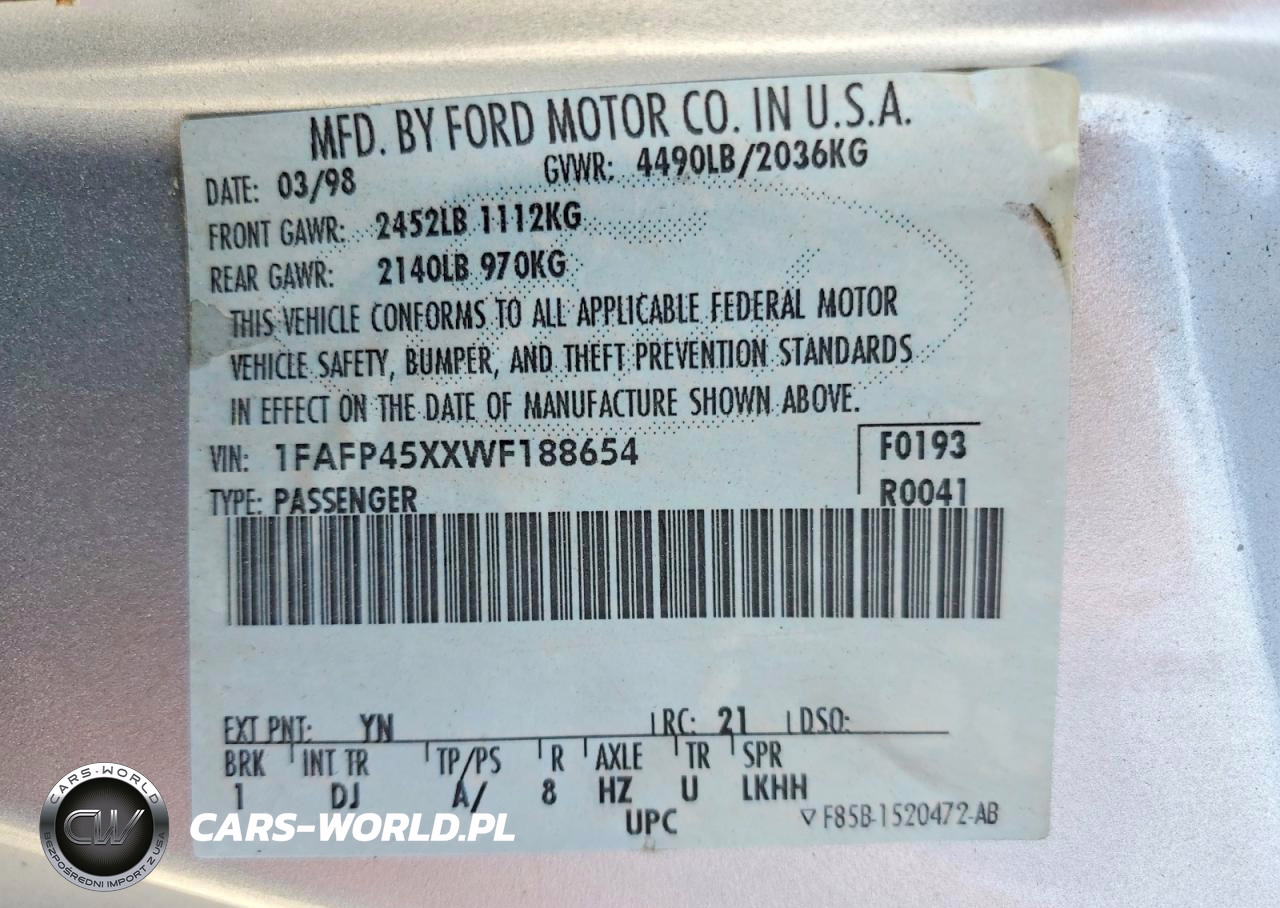 MFD. BY FORD MOTOR CO. IN U.S.A.
DATE: 03/98 GVWR: 4490LB/2036KG
FRONT GAWR: 2452LB 1112KG
REAR GAWR: 2140LB 970KG
THIS VEHICLE CONFORMS TO ALL APPLICABLE FEDERAL MOTOR
VEHICLE SAFETY, BUMPER, AND THEFT PREVENTION STANDARDS
IN EFFECT ON THE DATE OF MANUFACTURE SHOWN ABOVE.
VIN: 1FAFP45XXWF188654 F0193
TYPE: PASSENGER R0041
EXT PNT: YN RC: 21 DSO:
BRK INT TR TP/PS R AXLE TR SPR
1 DJ A/ 8 HZ U LKHH
UPC ▽ F85B-1520472-AB
CARS-WORLD
CW
BEZPOŚREDNI IMPORT Z USA
CARS-WORLD.PL